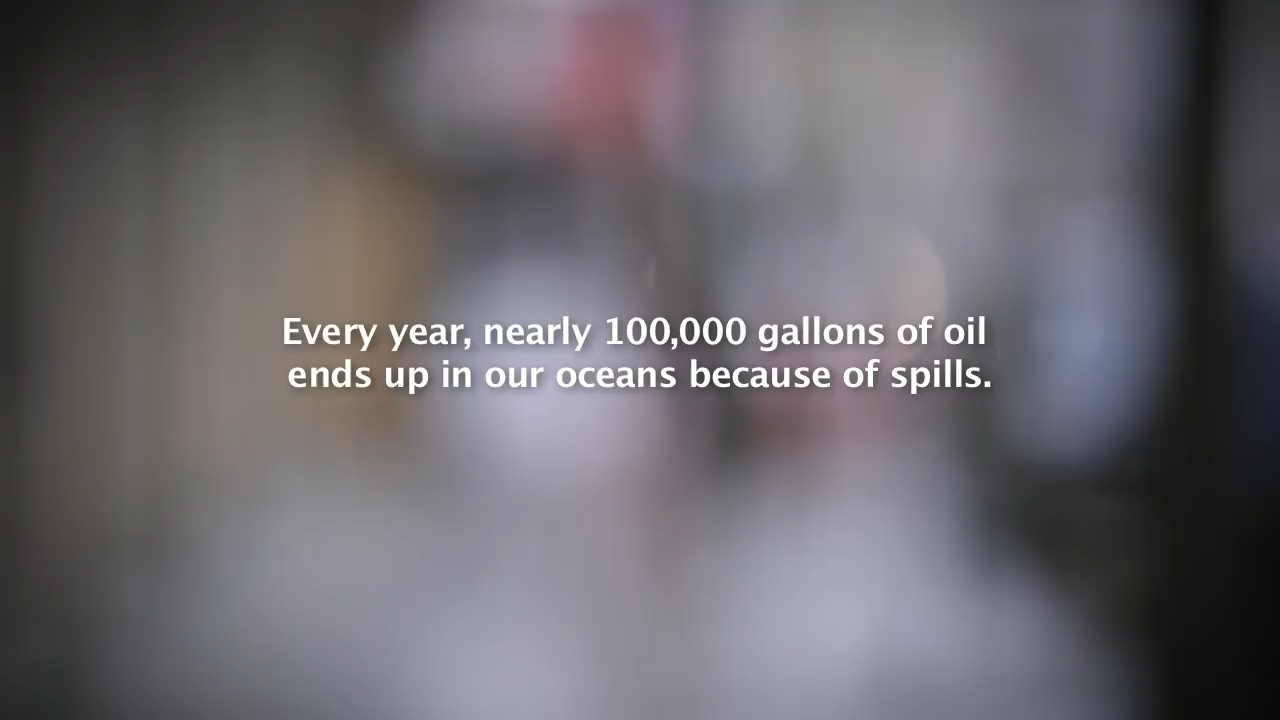 Every year, nearly 100,000 gallons of oil
ends up in our oceans because of spills.